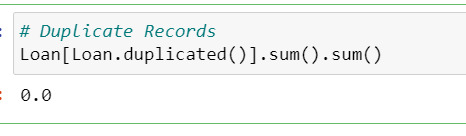 # Duplicate Records
Loan[Loan.duplicated()].sum().sum()
0.0